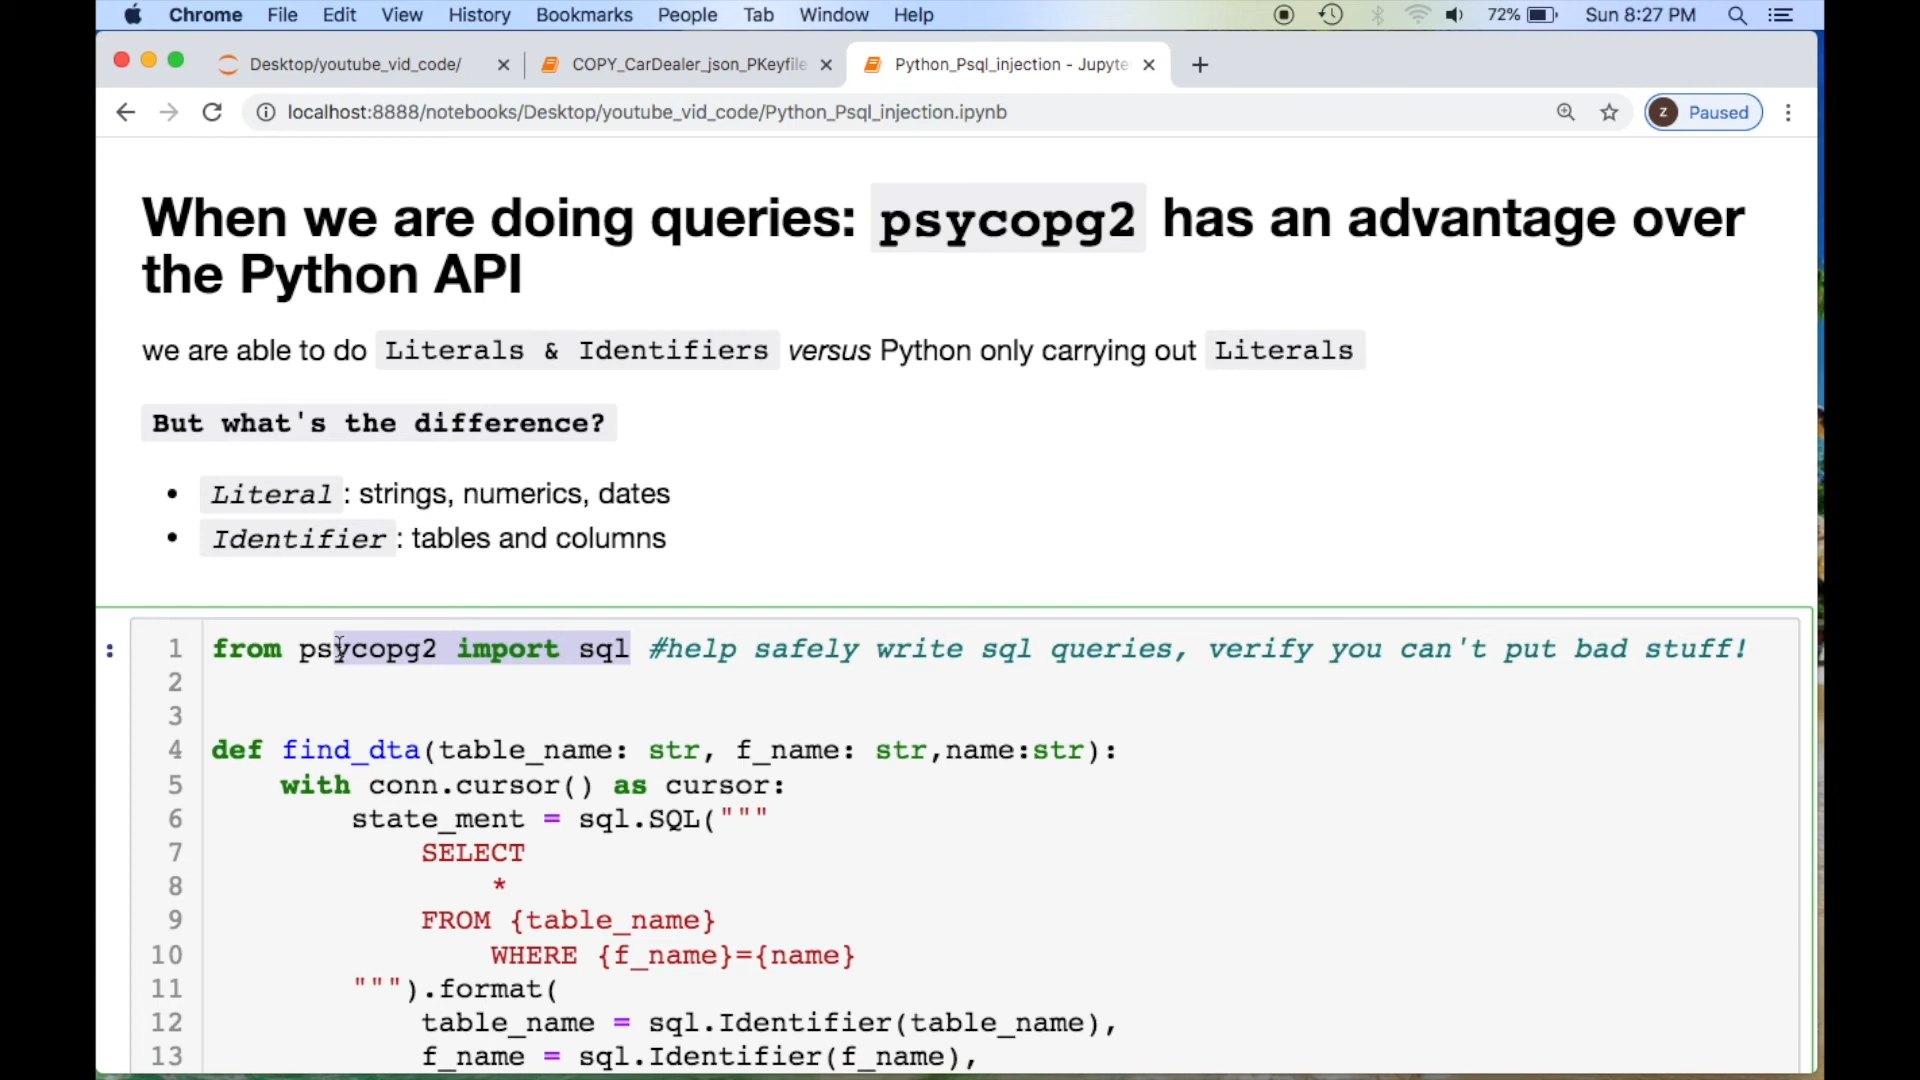 Chrome File Edit View History Bookmarks People Tab Window Help 72% Sun 8:27 PM
Desktop/youtube_vid_code/ COPY_CarDealer_json_PKeyfile Python_Psql_injection - Jupyte
localhost:8888/notebooks/Desktop/youtube_vid_code/Python_Psql_injection.ipynb z Paused
When we are doing queries: psycopg2 has an advantage over
the Python API
we are able to do Literals & Identifiers versus Python only carrying out Literals
But what's the difference?
• Literal : strings, numerics, dates
• Identifier : tables and columns
: 1 from psycopg2 import sql #help safely write sql queries, verify you can't put bad stuff!
2
3
4 def find_dta(table_name: str, f_name: str,name:str):
5 with conn.cursor() as cursor:
6 state_ment = sql.SQL("""
7 SELECT
8 *
9 FROM {table_name}
10 WHERE {f_name}={name}
11 """).format(
12 table_name = sql.Identifier(table_name),
13 f_name = sql.Identifier(f_name),